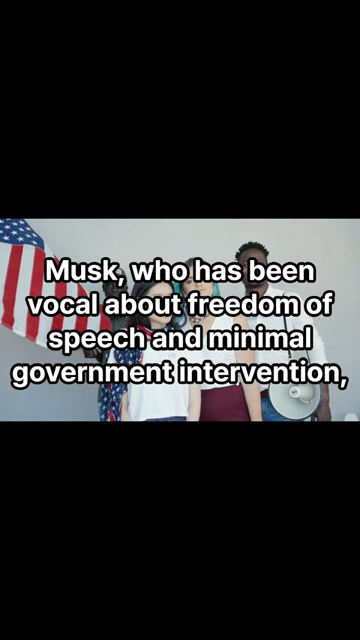 Musk, who has been
vocal about freedom of
speech and minimal
government intervention,